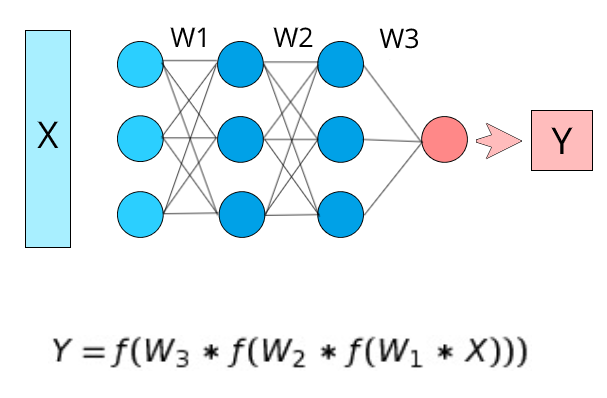 W1 W2 W3
X
Y
Y = f(W₃ * f(W₂ * f(W₁ * X)))